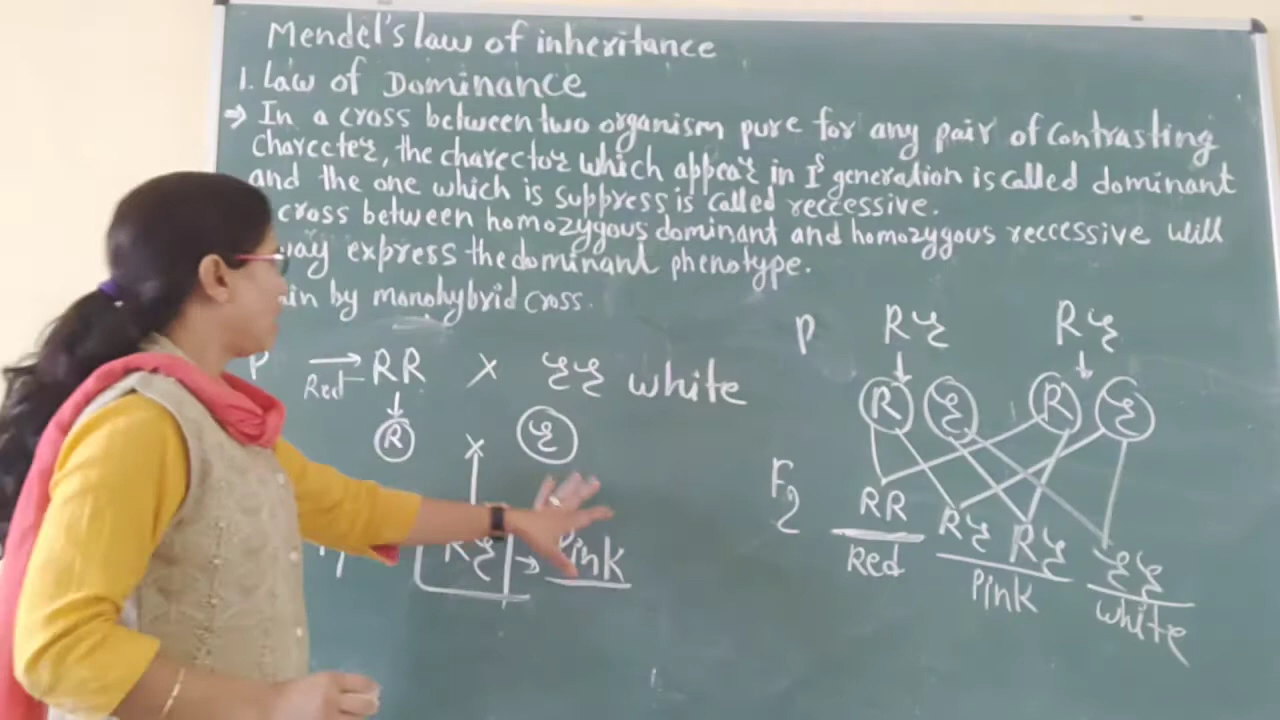 Mendel's law of inheritance
1. Law of Dominance
⇒ In a cross between two organism pure for any pair of contrasting
charecter, the charector which appear in Ist generation is called dominant
and the one which is suppress is called reccessive.
cross between homozygous dominant and homozygous reccessive will
express the dominant phenotype.
by monohybrid cross.
P → RR × rr white
Red
R × r
Rr → Pink
P Rr Rr
R r R r
F2 RR Rr Rr rr
Red Pink white